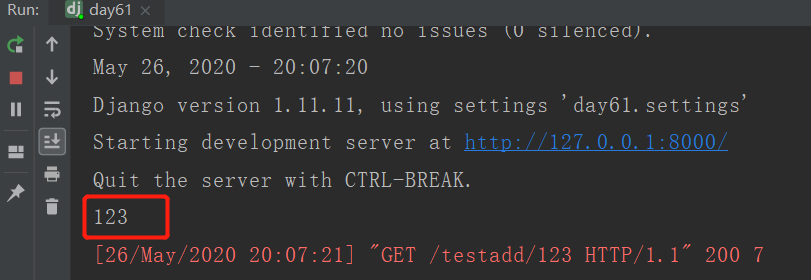 Run: dj day61 ×
System check identified no issues (0 silenced).
May 26, 2020 - 20:07:20
Django version 1.11.11, using settings 'day61.settings'
Starting development server at http://127.0.0.1:8000/
Quit the server with CTRL-BREAK.
123
[26/May/2020 20:07:21] "GET /testadd/123 HTTP/1.1" 200 7